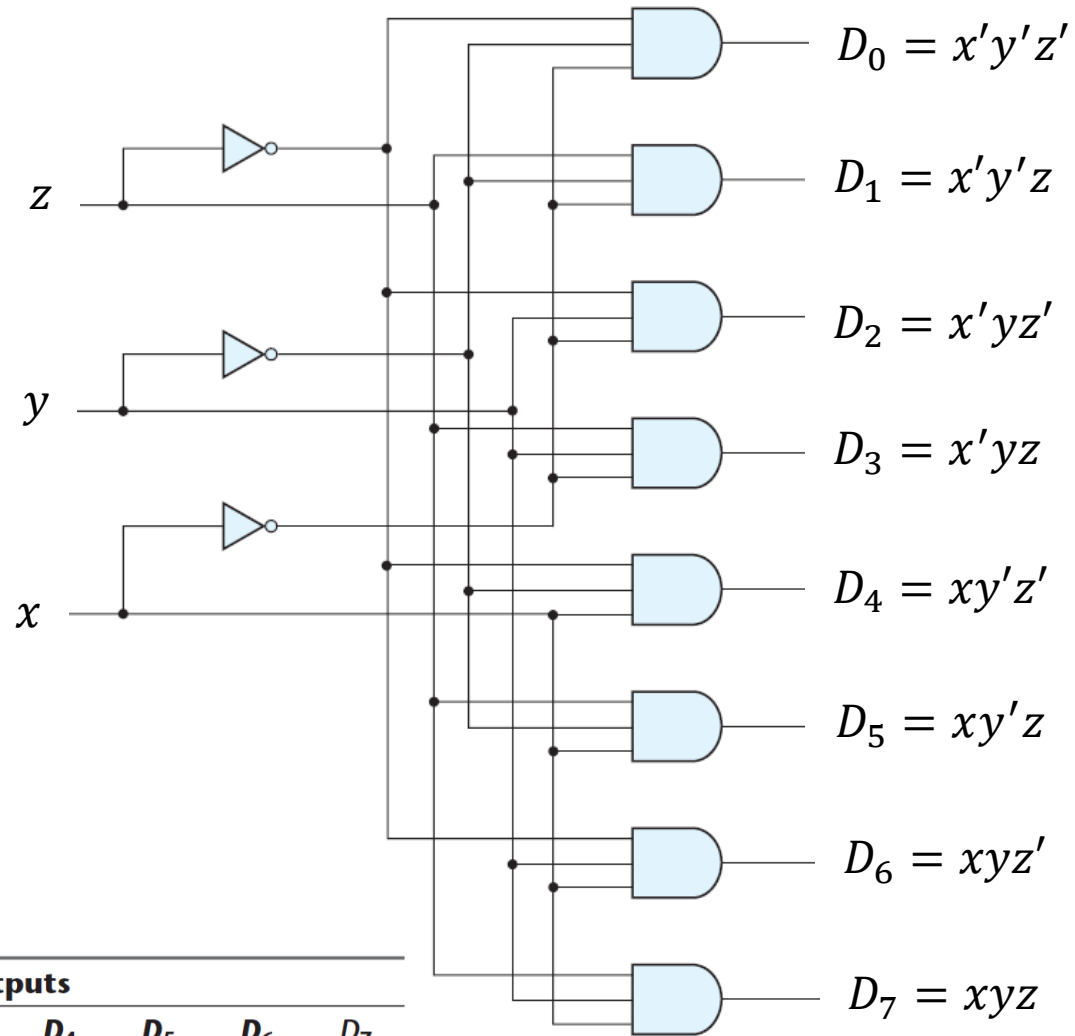 D₀ = x′y′z′
D₁ = x′y′z
z
D₂ = x′yz′
y
D₃ = x′yz
D₄ = xy′z′
x
D₅ = xy′z
D₆ = xyz′
tputs
D₄ D₅ D₆ D₇
D₇ = xyz